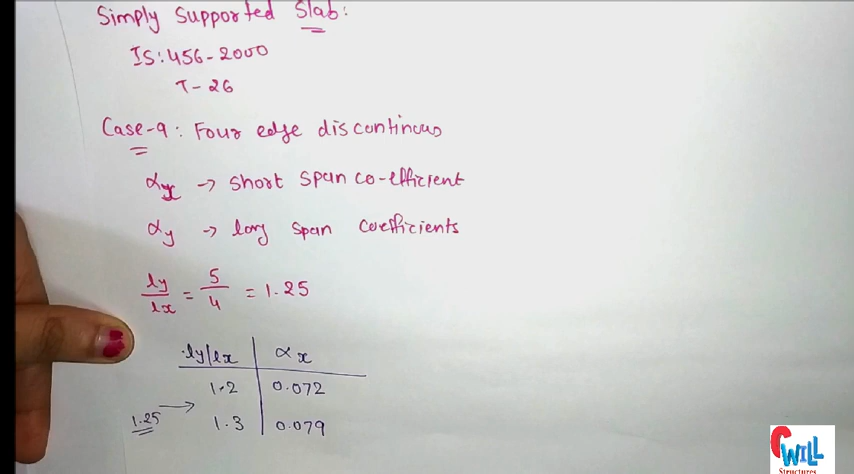 Simply Supported Slab:
IS:456-2000
T-26
Case-9: Four edge discontinous
αx -> short span co-efficient
αy -> long span coefficients
ly/lx = 5/4 = 1.25
ly/lx | αx
1.2 | 0.072
1.25 ->
1.3 | 0.079
CWILL
Structures